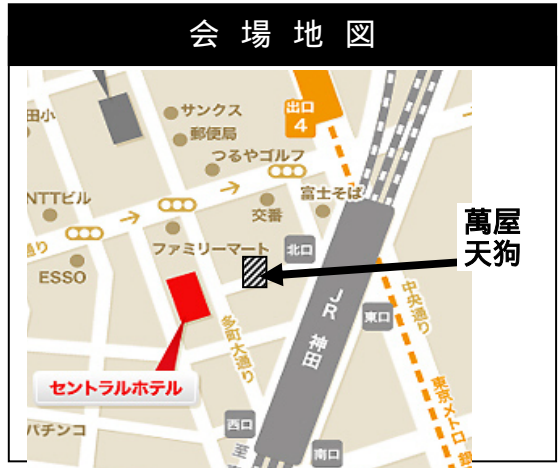 会場地図
田小
サンクス
郵便局
つるやゴルフ
出口
4
NTTビル
交番
富士そば
通り
ファミリーマート
北口
ESSO
萬屋
天狗
JR 神田
東口
中央通り
多町大通り
セントラルホテル
東京メトロ 銀
パチンコ
西口
至
南口